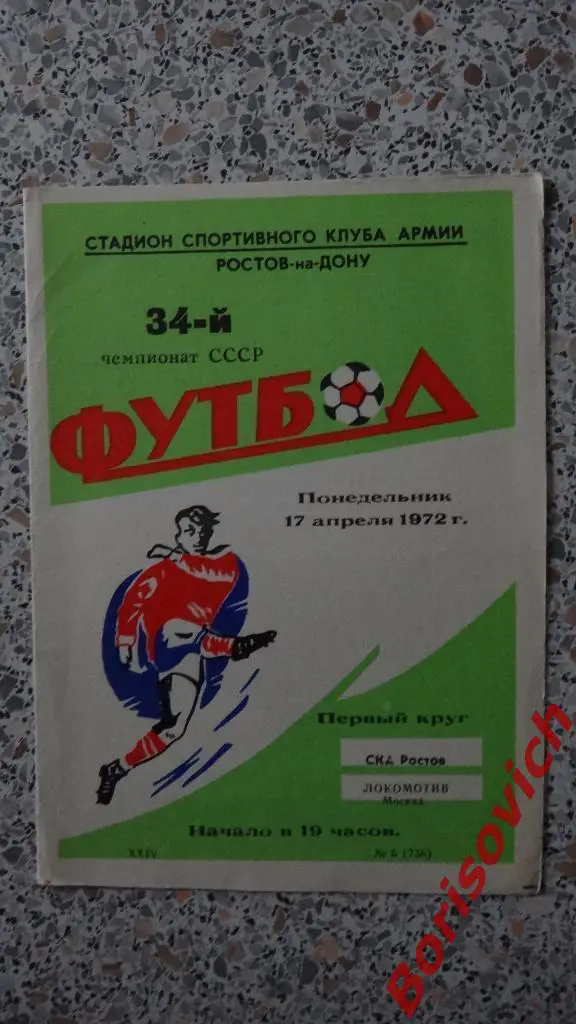 СТАДИОН СПОРТИВНОГО КЛУБА АРМИИ
РОСТОВ-на-ДОНУ
34-й
чемпионат СССР
ФУТБОЛ
Понедельник
17 апреля 1972 г.
Первый круг
СКА Ростов
ЛОКОМОТИВ
Москва
Начало в 19 часов.
XXIV № 6 (736)
Borisovich